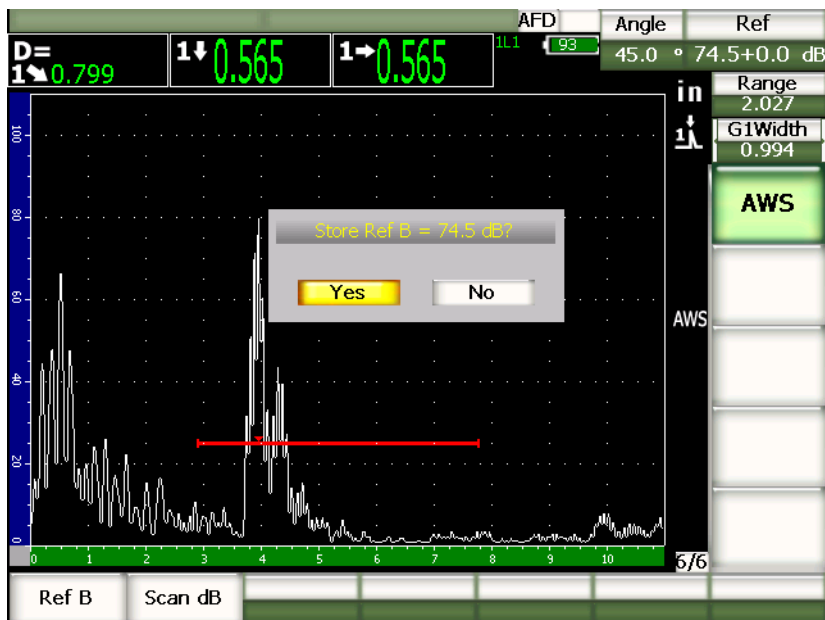 AFD
Angle
Ref
D=
1⬊0.799
1⬇0.565
1➡0.565
1L1
93
45.0 °
74.5+0.0 dB
in
Range
2.027
1
G1Width
0.994
AWS
Store Ref B = 74.5 dB?
Yes
No
AWS
100
80
60
40
20
0
0 1 2 3 4 5 6 7 8 9 10
6/6
Ref B
Scan dB